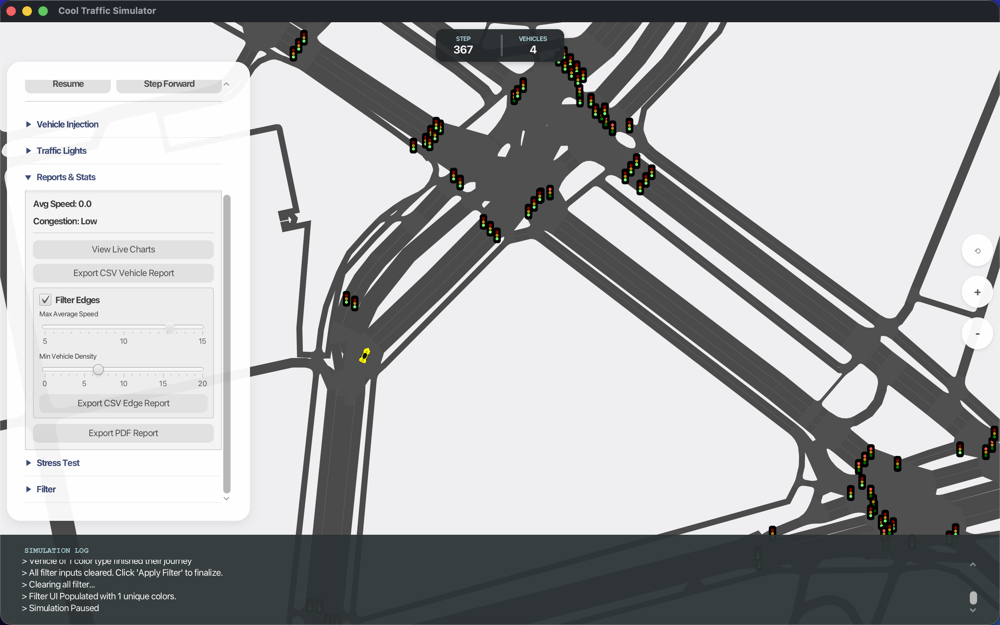 Cool Traffic Simulator
STEP
367
VEHICLES
4
Resume
Step Forward
Vehicle Injection
Traffic Lights
Reports & Stats
Avg Speed: 0.0
Congestion: Low
View Live Charts
Export CSV Vehicle Report
Filter Edges
Max Average Speed
5 10 15
Min Vehicle Density
0 5 10 15 20
Export CSV Edge Report
Export PDF Report
Stress Test
Filter
+
-
SIMULATION LOG
> Vehicle of 1 color type finished their journey
> All filter inputs cleared. Click 'Apply Filter' to finalize.
> Clearing all filter...
> Filter UI Populated with 1 unique colors.
> Simulation Paused